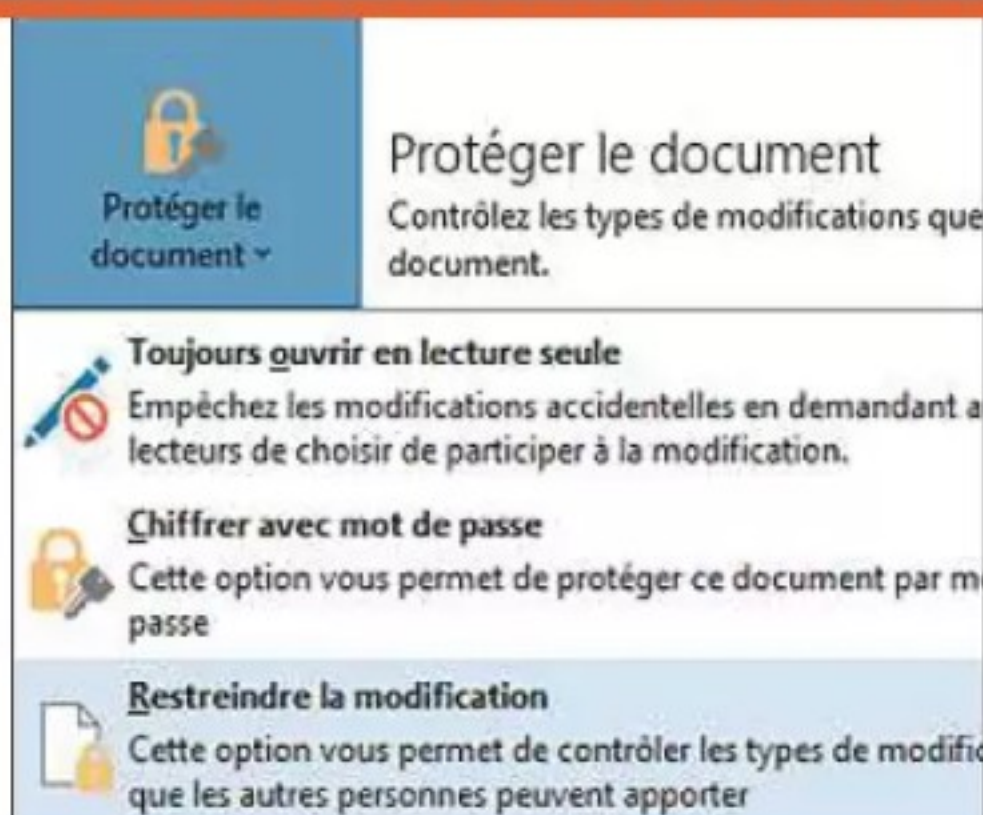 Protéger le
document
Protéger le document
Contrôlez les types de modifications que
document.
Toujours ouvrir en lecture seule
Empêchez les modifications accidentelles en demandant a
lecteurs de choisir de participer à la modification.
Chiffrer avec mot de passe
Cette option vous permet de protéger ce document par m
passe
Restreindre la modification
Cette option vous permet de contrôler les types de modific
que les autres personnes peuvent apporter